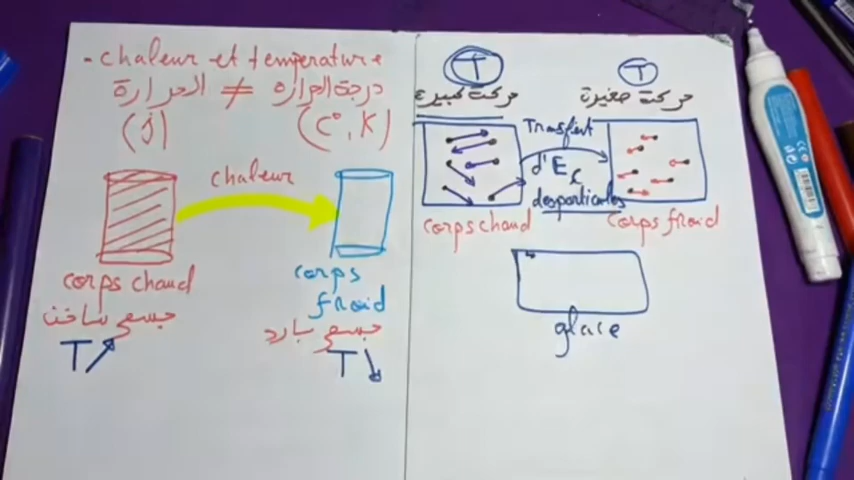 - chaleur et température
درجة الحرارة ≠ الحرارة
(J) (C°, K)
chaleur
corps chaud
جسم ساخن
T
corps
froid
جسم بارد
T
T
حركة كبيرة
Transfert
d'Ec
des particules
corps chaud
T
حركة صغيرة
corps froid
glace